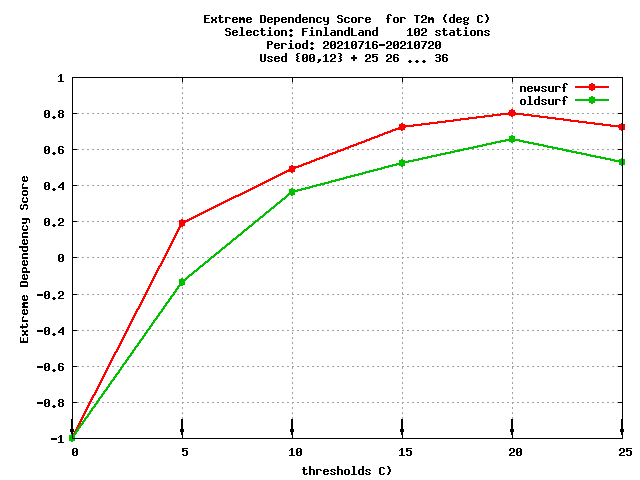 Extreme Dependency Score for T2m (deg C)
Selection: FinlandLand 102 stations
Period: 20210716-20210720
Used {00,12} + 25 26 ... 36
newsurf
oldsurf
Extreme Dependency Score
1
0.8
0.6
0.4
0.2
0
-0.2
-0.4
-0.6
-0.8
-1
0 5 10 15 20 25
thresholds C)